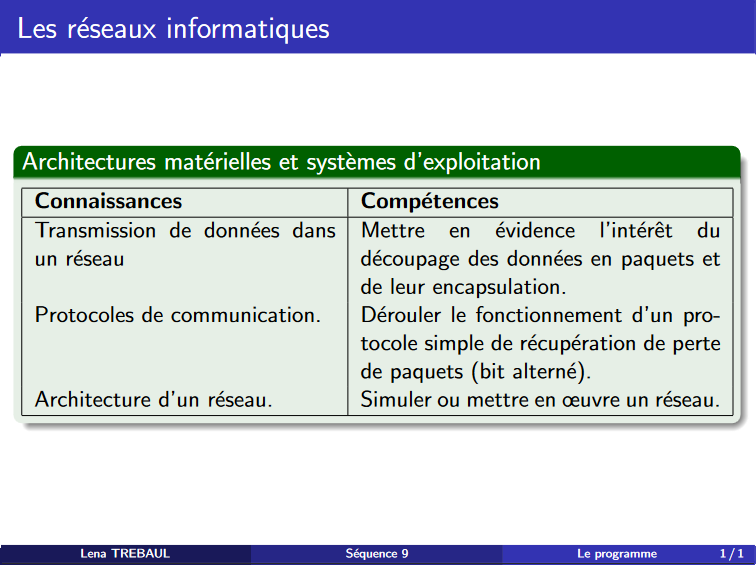 Les réseaux informatiques
Architectures matérielles et systèmes d'exploitation
Connaissances
Compétences
Transmission de données dans
un réseau
Mettre en évidence l'intérêt du
découpage des données en paquets et
de leur encapsulation.
Protocoles de communication.
Dérouler le fonctionnement d'un pro-
tocole simple de récupération de perte
de paquets (bit alterné).
Architecture d'un réseau.
Simuler ou mettre en œuvre un réseau.
Lena TREBAUL
Séquence 9
Le programme
1 / 1